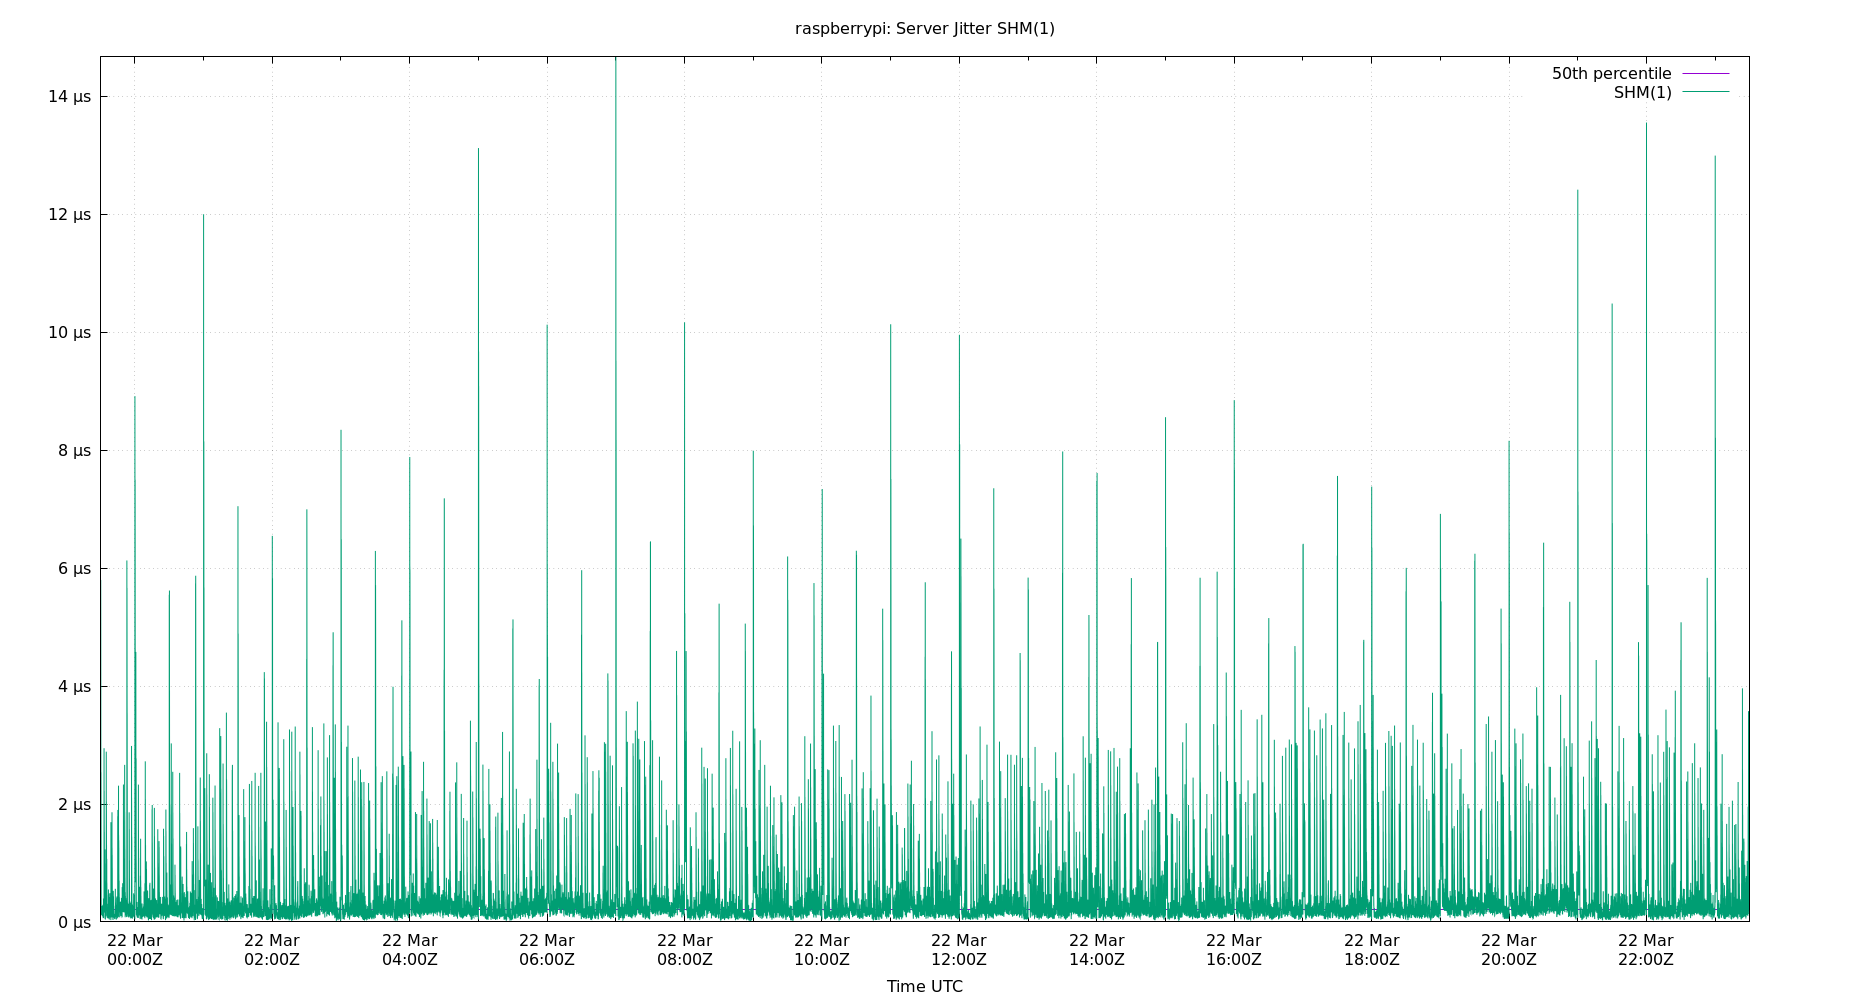 raspberrypi: Server Jitter SHM(1)
50th percentile
SHM(1)
14 µs
12 µs
10 µs
8 µs
6 µs
4 µs
2 µs
0 µs
22 Mar 22 Mar 22 Mar 22 Mar 22 Mar 22 Mar 22 Mar 22 Mar 22 Mar 22 Mar 22 Mar 22 Mar
00:00Z 02:00Z 04:00Z 06:00Z 08:00Z 10:00Z 12:00Z 14:00Z 16:00Z 18:00Z 20:00Z 22:00Z
Time UTC